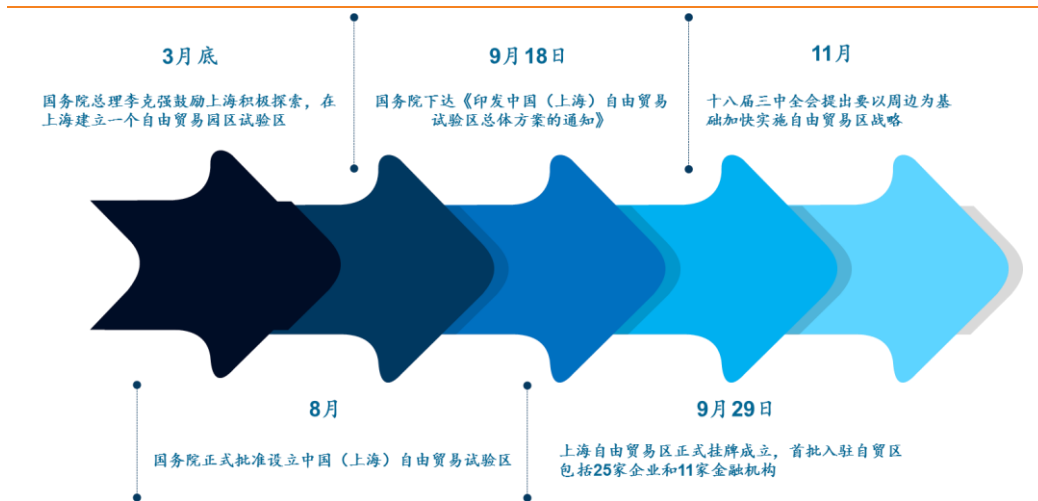 3月底
国务院总理李克强鼓励上海积极探索，在
上海建立一个自由贸易园区试验区
9月18日
国务院下达《印发中国（上海）自由贸易
试验区总体方案的通知》
11月
十八届三中全会提出要以周边为基
础加快实施自由贸易区战略
8月
国务院正式批准设立中国（上海）自由贸易试验区
9月29日
上海自由贸易区正式挂牌成立，首批入驻自贸区
包括25家企业和11家金融机构